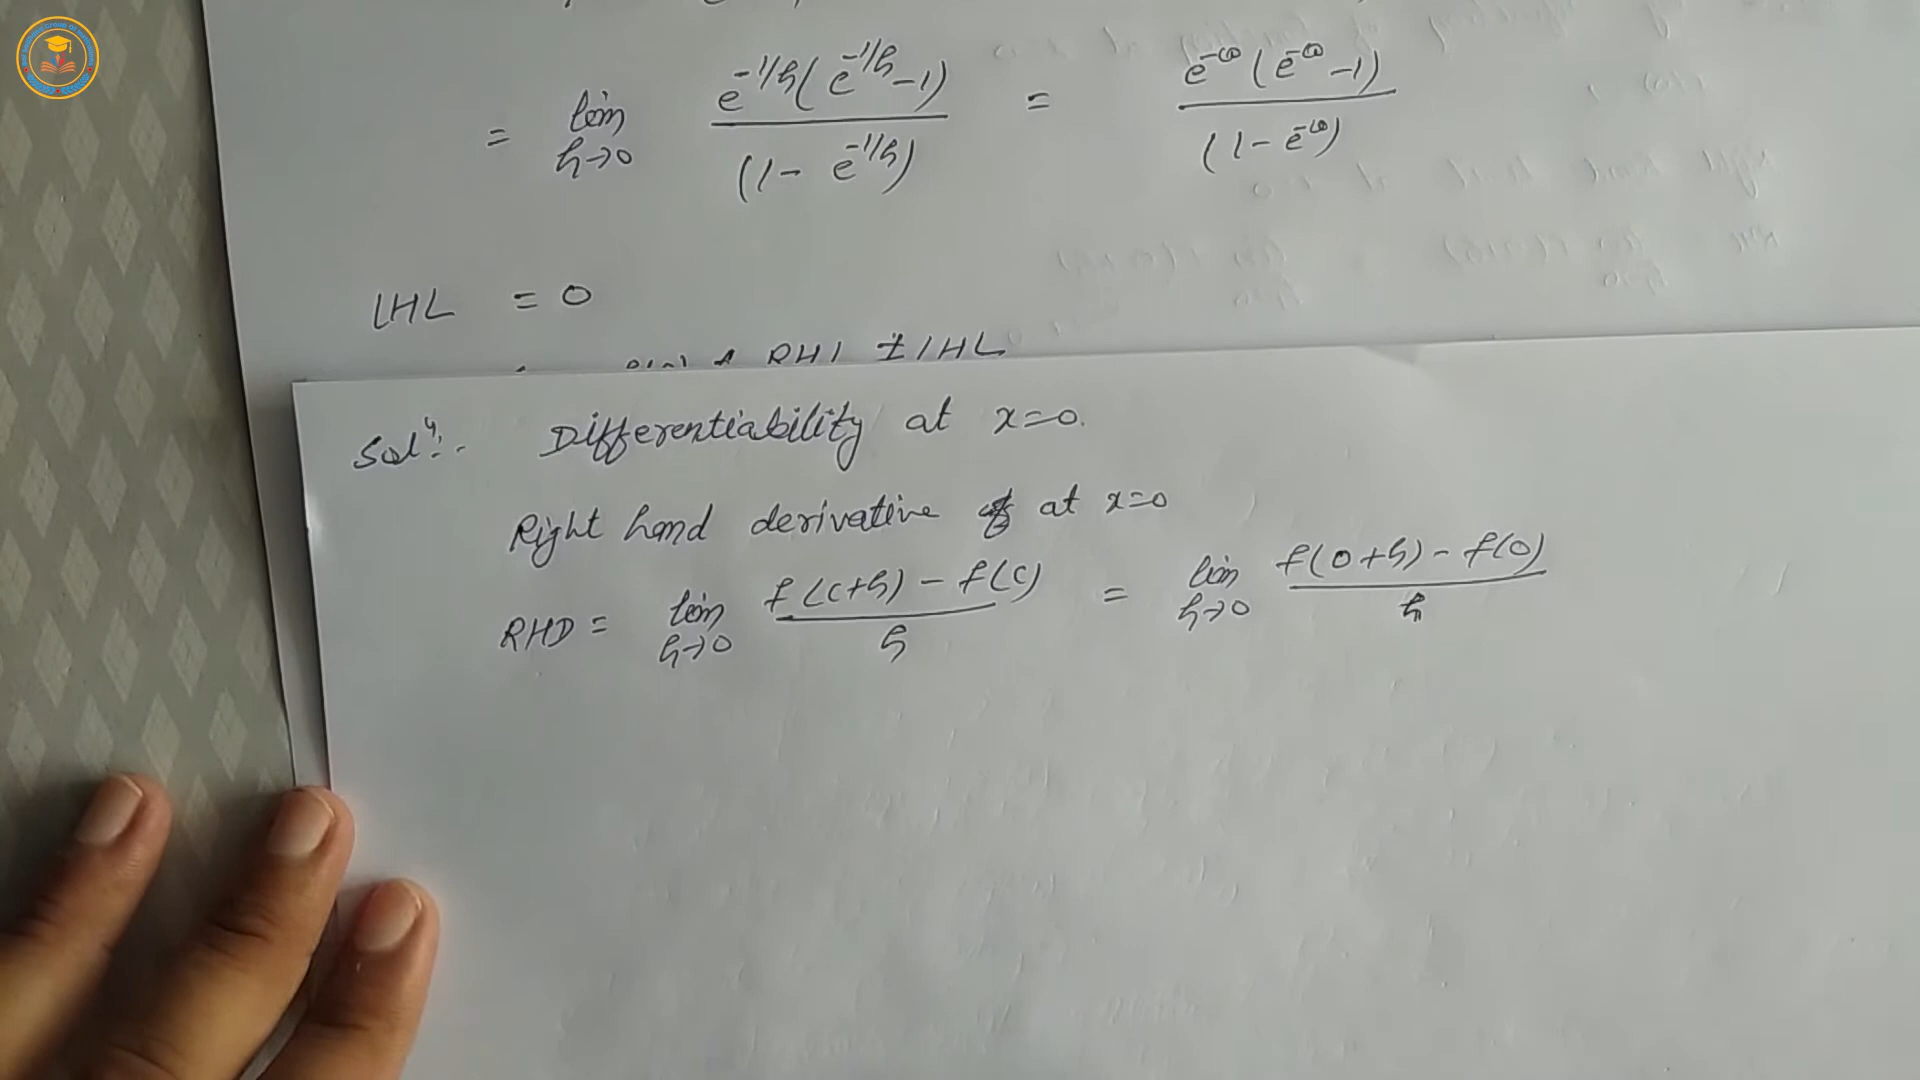 = lim h→0 e^{-1/h}(e^{-1/h}-1) / (1- e^{-1/h}) = e^{-∞}(e^{-∞}-1) / (1-e^{-∞})
LHL = 0
RHL ≠ LHL
Solⁿ:- Differentiability at x=0.
Right hand derivative at x=0
RHD = lim h→0 f(c+h) - f(c) / h = lim h→0 f(0+h) - f(0) / h